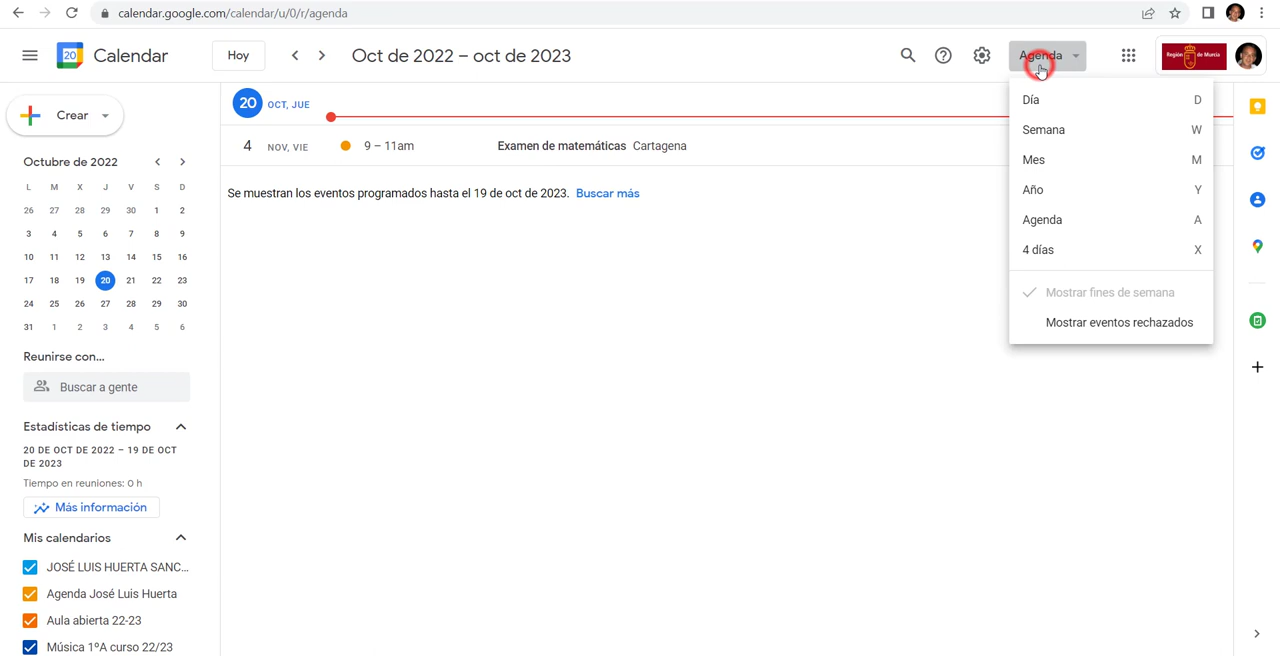 calendar.google.com/calendar/u/0/r/agenda
20 Calendar
Hoy
Oct de 2022 – oct de 2023
Agenda
Región de Murcia
Crear
20 OCT, JUE
4 NOV, VIE 9 – 11am Examen de matemáticas Cartagena
Se muestran los eventos programados hasta el 19 de oct de 2023. Buscar más
Día D
Semana W
Mes M
Año Y
Agenda A
4 días X
Mostrar fines de semana
Mostrar eventos rechazados
Octubre de 2022
L M X J V S D
26 27 28 29 30 1 2
3 4 5 6 7 8 9
10 11 12 13 14 15 16
17 18 19 20 21 22 23
24 25 26 27 28 29 30
31 1 2 3 4 5 6
Reunirse con...
Buscar a gente
Estadísticas de tiempo
20 DE OCT DE 2022 – 19 DE OCT
DE 2023
Tiempo en reuniones: 0 h
Más información
Mis calendarios
JOSÉ LUIS HUERTA SANC...
Agenda José Luis Huerta
Aula abierta 22-23
Música 1ºA curso 22/23